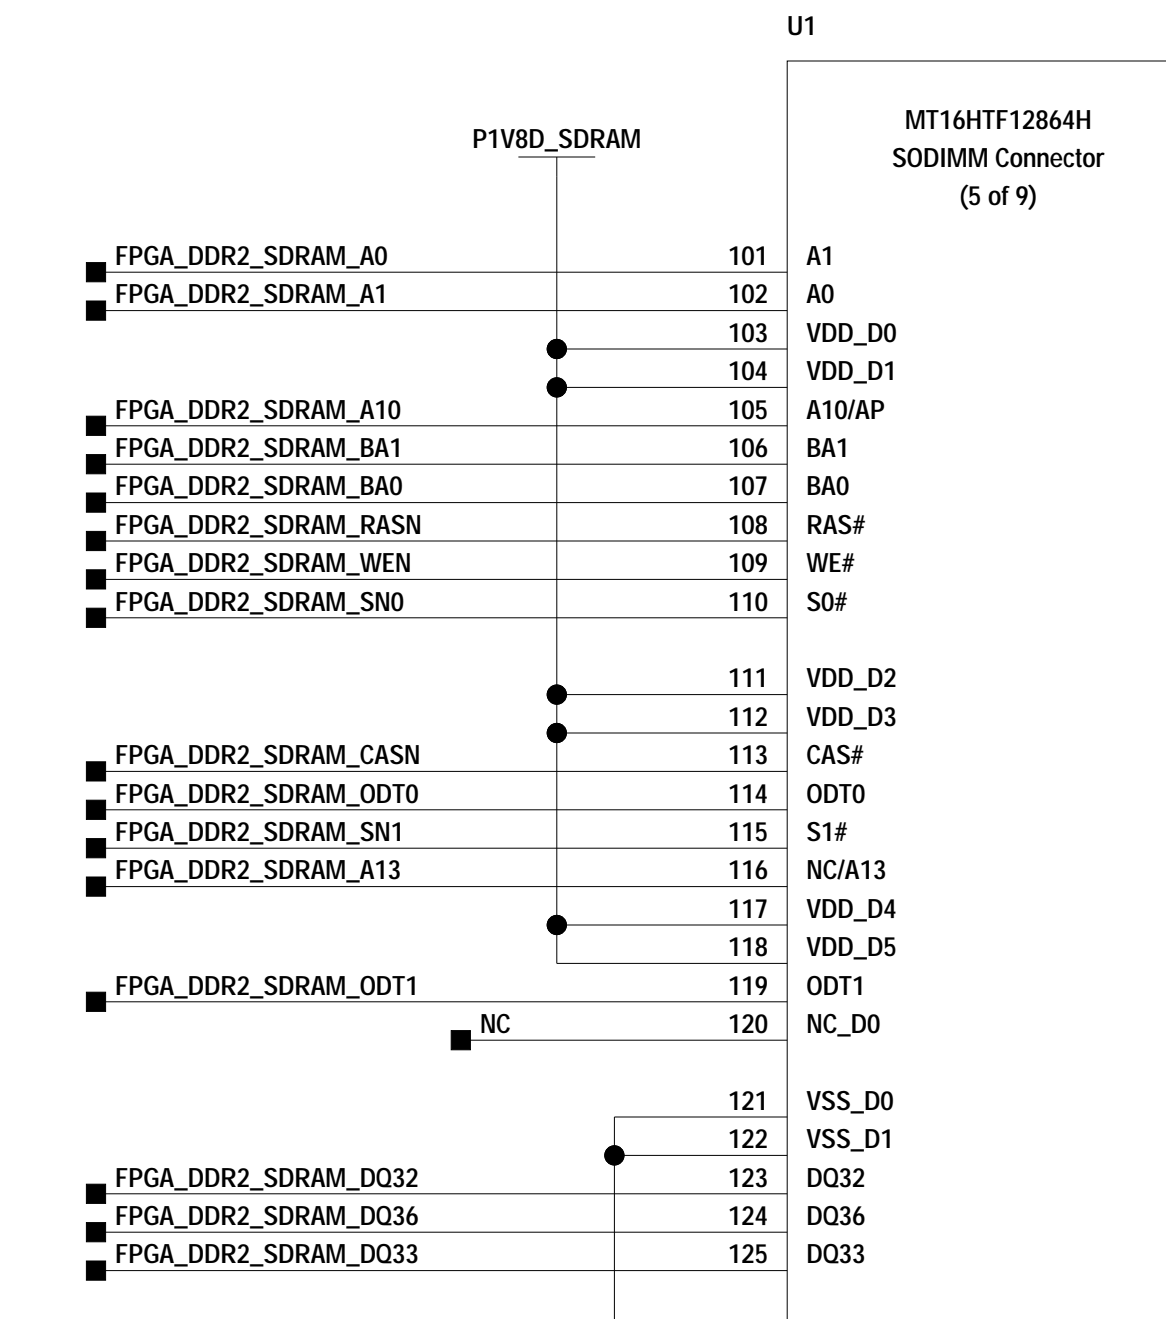 U1
MT16HTF12864H
SODIMM Connector
(5 of 9)
P1V8D_SDRAM
FPGA_DDR2_SDRAM_A0 101 A1
FPGA_DDR2_SDRAM_A1 102 A0
103 VDD_D0
104 VDD_D1
FPGA_DDR2_SDRAM_A10 105 A10/AP
FPGA_DDR2_SDRAM_BA1 106 BA1
FPGA_DDR2_SDRAM_BA0 107 BA0
FPGA_DDR2_SDRAM_RASN 108 RAS#
FPGA_DDR2_SDRAM_WEN 109 WE#
FPGA_DDR2_SDRAM_SN0 110 S0#
111 VDD_D2
112 VDD_D3
FPGA_DDR2_SDRAM_CASN 113 CAS#
FPGA_DDR2_SDRAM_ODT0 114 ODT0
FPGA_DDR2_SDRAM_SN1 115 S1#
FPGA_DDR2_SDRAM_A13 116 NC/A13
117 VDD_D4
118 VDD_D5
FPGA_DDR2_SDRAM_ODT1 119 ODT1
NC 120 NC_D0
121 VSS_D0
122 VSS_D1
FPGA_DDR2_SDRAM_DQ32 123 DQ32
FPGA_DDR2_SDRAM_DQ36 124 DQ36
FPGA_DDR2_SDRAM_DQ33 125 DQ33